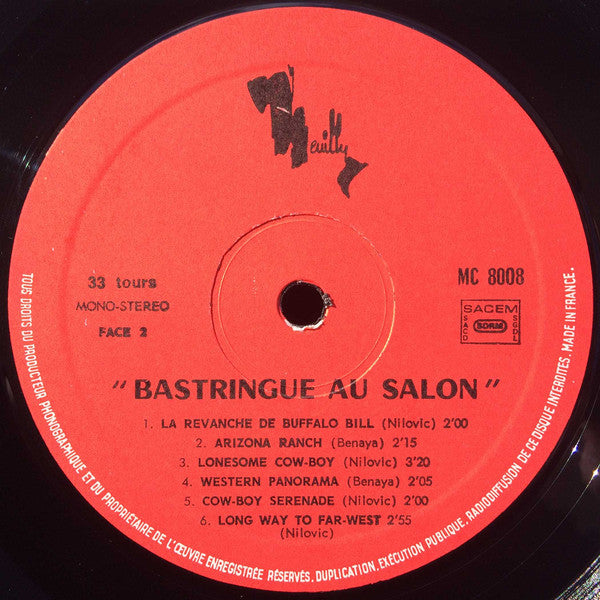 Neuilly
33 tours
MONO-STEREO
FACE 2
MC 8008
SACEM
SACD
SDRM
SGDL
"BASTRINGUE AU SALON"
1. LA REVANCHE DE BUFFALO BILL (Nilovic) 2'00
2. ARIZONA RANCH (Benaya) 2'15
3. LONESOME COW-BOY (Nilovic) 3'20
4. WESTERN PANORAMA (Benaya) 2'05
5. COW-BOY SERENADE (Nilovic) 2'00
6. LONG WAY TO FAR-WEST 2'55
(Nilovic)
TOUS DROITS DU PRODUCTEUR PHONOGRAPHIQUE ET DU PROPRIÉTAIRE DE L'ŒUVRE ENREGISTRÉE RÉSERVÉS. DUPLICATION, EXÉCUTION PUBLIQUE, RADIODIFFUSION DE CE DISQUE INTERDITES. MADE IN FRANCE.